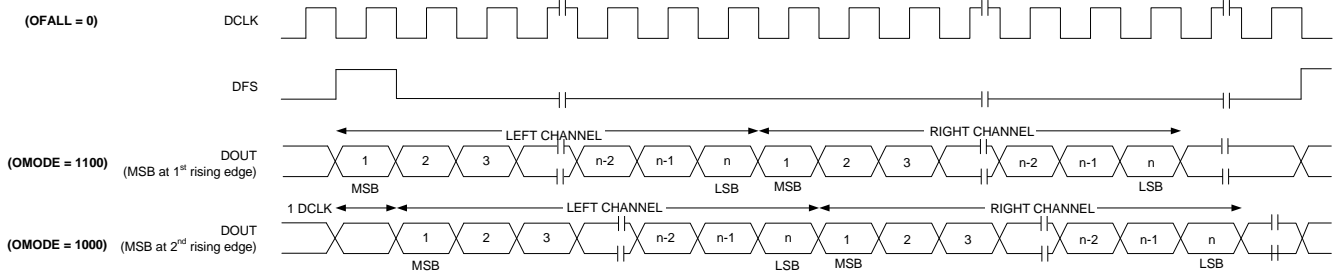 (OFALL = 0) DCLK
DFS
LEFT CHANNEL RIGHT CHANNEL
(OMODE = 1100) DOUT (MSB at 1st rising edge) 1 2 3 n-2 n-1 n 1 2 3 n-2 n-1 n
MSB LSB MSB LSB
1 DCLK LEFT CHANNEL RIGHT CHANNEL
(OMODE = 1000) DOUT (MSB at 2nd rising edge) 1 2 3 n-2 n-1 n 1 2 3 n-2 n-1 n
MSB LSB MSB LSB